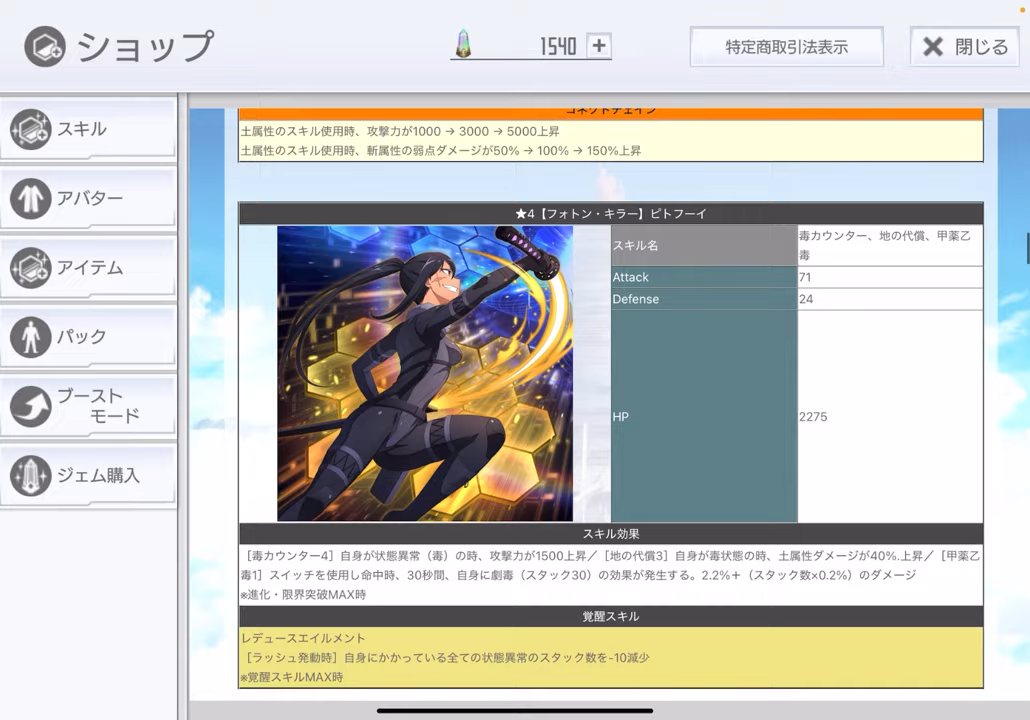 ショップ
1540
特定商取引法表示
閉じる
スキル
アバター
アイテム
パック
ブースト
モード
ジェム購入
コネクトチェイン
土属性のスキル使用時、攻撃力が1000 → 3000 → 5000上昇
土属性のスキル使用時、斬属性の弱点ダメージが50% → 100% → 150%上昇
★4【フォトン・キラー】ピトフーイ
スキル名
毒カウンター、地の代償、甲薬乙
毒
Attack
71
Defense
24
HP
2275
スキル効果
［毒カウンター4］自身が状態異常（毒）の時、攻撃力が1500上昇／［地の代償3］自身が毒状態の時、土属性ダメージが40%.上昇／［甲薬乙
毒1］スイッチを使用し命中時、30秒間、自身に劇毒（スタック30）の効果が発生する。2.2%＋（スタック数×0.2%）のダメージ
※進化・限界突破MAX時
覚醒スキル
レデュースエイルメント
［ラッシュ発動時］自身にかかっている全ての状態異常のスタック数を-10減少
※覚醒スキルMAX時